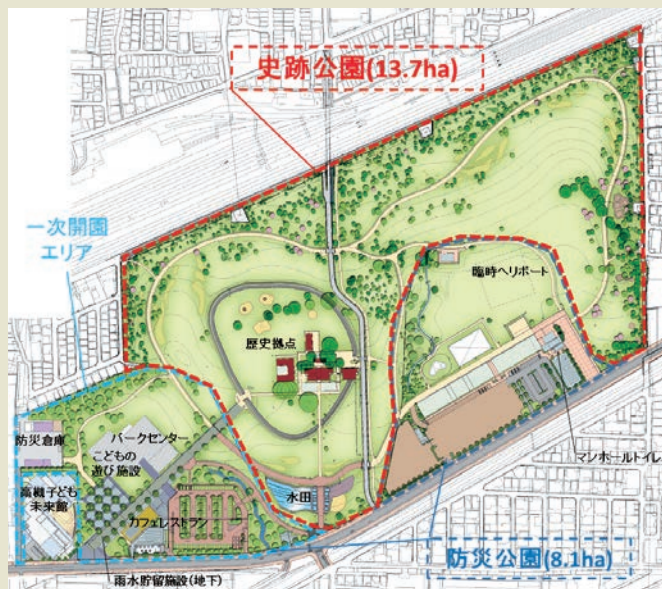 史跡公園(13.7ha)
一次開園
エリア
臨時ヘリポート
歴史拠点
防災倉庫
パークセンター
こどもの
遊び施設
マンホールトイレ
高槻子ども
未来館
水田
カフェレストラン
防災公園(8.1ha)
雨水貯留施設(地下)